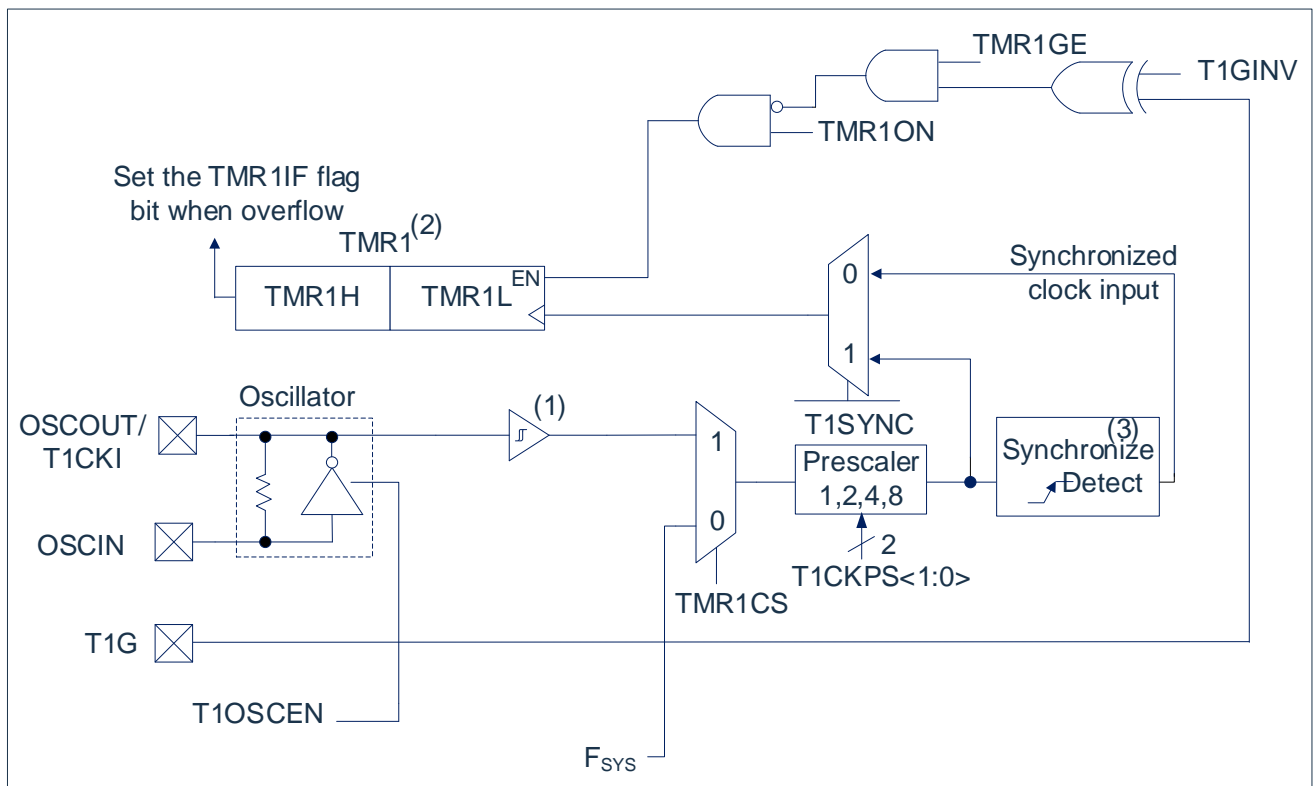 TMR1GE
T1GINV
TMR1ON
Set the TMR1IF flag
bit when overflow
TMR1(2)
EN
TMR1H
TMR1L
0
1
Synchronized
clock input
T1SYNC
Oscillator
(1)
OSCOUT/
T1CKI
OSCIN
1
0
TMR1CS
Prescaler
1,2,4,8
2
T1CKPS<1:0>
(3)
Synchronize
Detect
T1G
T1OSCEN
FSYS